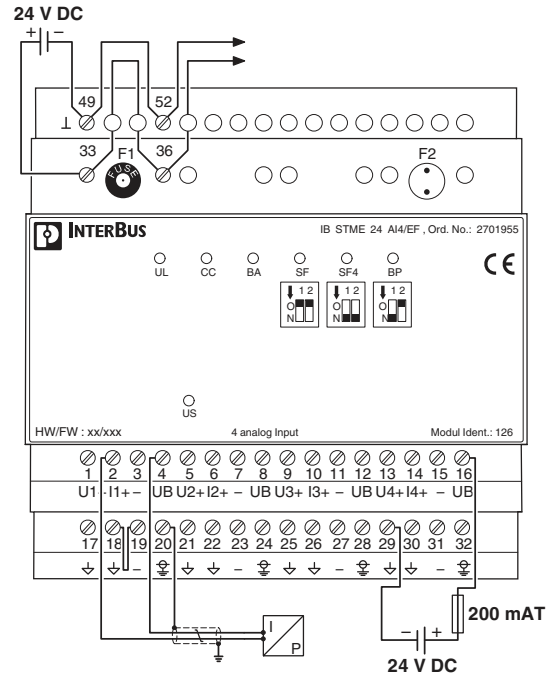 24 V DC
+ −
49 52
⊥
33 F1 36 F2
FUSE
INTERBUS
IB STME 24 AI4/EF , Ord. No.: 2701955
UL CC BA SF SF4 BP
CE
1 2 1 2 1 2
O O O
N N N
US
HW/FW : xx/xxx 4 analog Input Modul Ident.: 126
1 2 3 4 5 6 7 8 9 10 11 12 13 14 15 16
U1+ I1+ − UB U2+ I2+ − UB U3+ I3+ − UB U4+ I4+ − UB
17 18 19 20 21 22 23 24 25 26 27 28 29 30 31 32
− − − −
200 mAT
I
P
− +
24 V DC